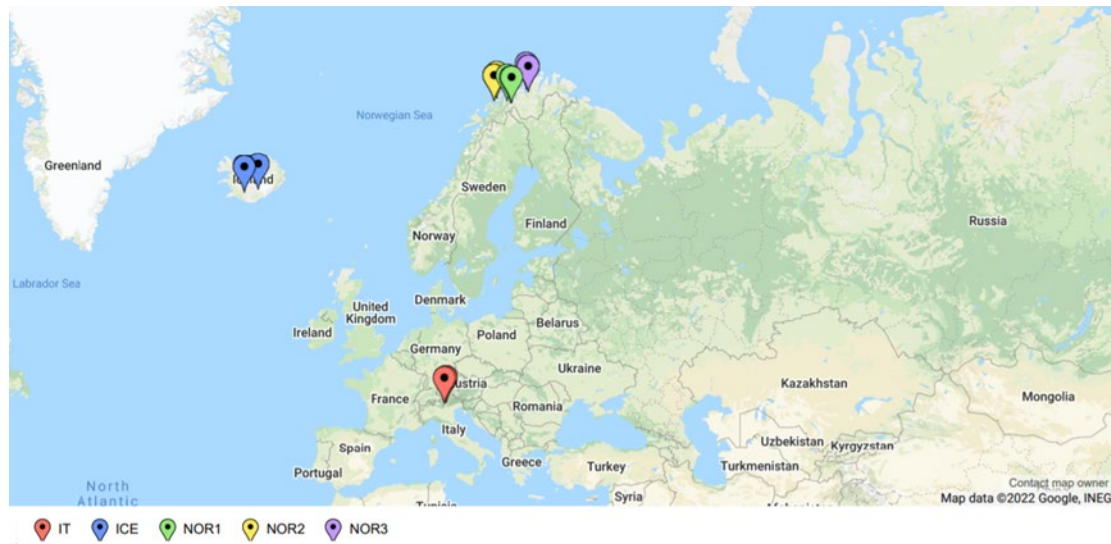 Greenland
Norwegian Sea
Sweden
Finland
Russia
Norway
Labrador Sea
Denmark
United
Kingdom
Ireland
Belarus
Poland
Germany
Ukraine
Kazakhstan
France
Mongolia
Romania
Italy
Uzbekistan
Kyrgyzstan
Spain
Greece
Turkey
Turkmenistan
Portugal
North
Atlantic
Syria
Contact map owner
Map data ©2022 Google, INEG
IT ICE NOR1 NOR2 NOR3